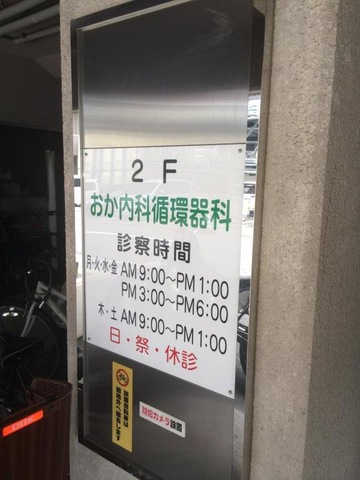 2 F
おか内科循環器科
診察時間
月・火・水・金 AM 9:00～PM 1:00
PM 3:00～PM 6:00
木・土 AM 9:00～PM 1:00
日・祭・休診
防犯カメラ設置